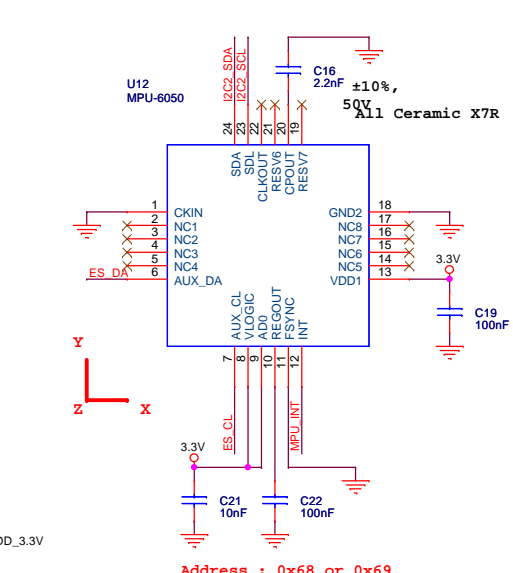 I2C2_SDA
I2C2_SCL
U12
MPU-6050
C16
2.2nF
±10%,
50V
All Ceramic X7R
24
23
22
21
20
19
SDA
SDL
CLKOUT
RESV6
CPOUT
RESV7
1
CKIN
2
NC1
3
NC2
4
NC3
5
NC4
ES_DA
6
AUX_DA
GND2
18
NC8
17
NC7
16
NC6
15
NC5
14
VDD1
13
3.3V
C19
100nF
AUX_CL
VLOGIC
AD0
REGOUT
FSYNC
INT
7
8
9
10
11
12
Y
Z
X
ES_CL
MPU_INT
3.3V
C21
10nF
C22
100nF
DD_3.3V
Address : 0x68 or 0x69